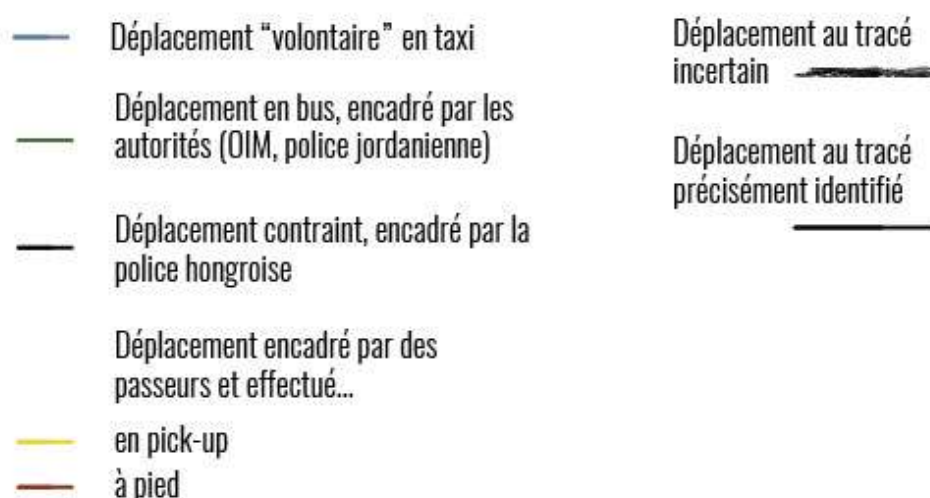 Déplacement “volontaire” en taxi
Déplacement en bus, encadré par les
autorités (OIM, police jordanienne)
Déplacement contraint, encadré par la
police hongroise
Déplacement encadré par des
passeurs et effectué...
en pick-up
à pied
Déplacement au tracé
incertain
Déplacement au tracé
précisément identifié